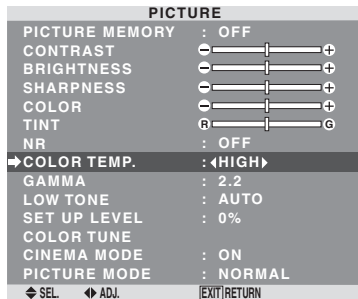 PICTURE
PICTURE MEMORY : OFF
CONTRAST
BRIGHTNESS
SHARPNESS
COLOR
TINT R G
NR : OFF
COLOR TEMP. : HIGH
GAMMA : 2.2
LOW TONE : AUTO
SET UP LEVEL : 0%
COLOR TUNE
CINEMA MODE : ON
PICTURE MODE : NORMAL
SEL. ADJ. EXIT RETURN